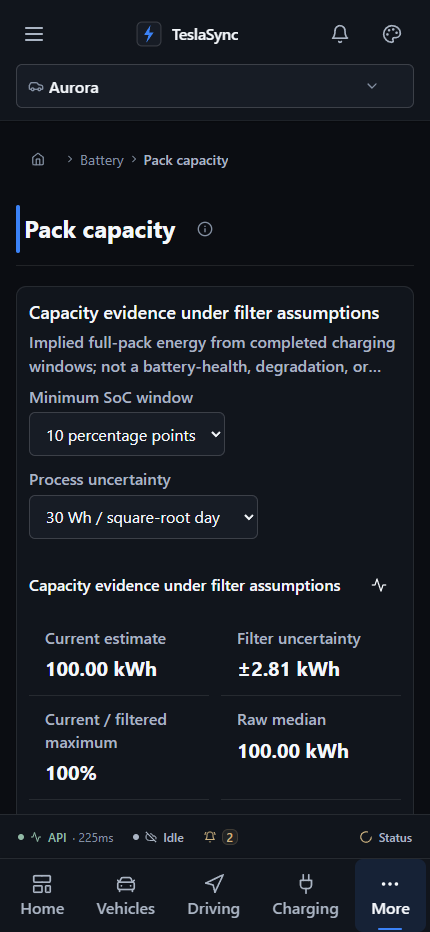 TeslaSync
Aurora
Battery
Pack capacity
Pack capacity
Capacity evidence under filter assumptions
Implied full-pack energy from completed charging
windows; not a battery-health, degradation, or...
Minimum SoC window
10 percentage points
Process uncertainty
30 Wh / square-root day
Capacity evidence under filter assumptions
Current estimate
100.00 kWh
Filter uncertainty
±2.81 kWh
Current / filtered
maximum
100%
Raw median
100.00 kWh
API · 225ms
Idle
2
Status
Home
Vehicles
Driving
Charging
More